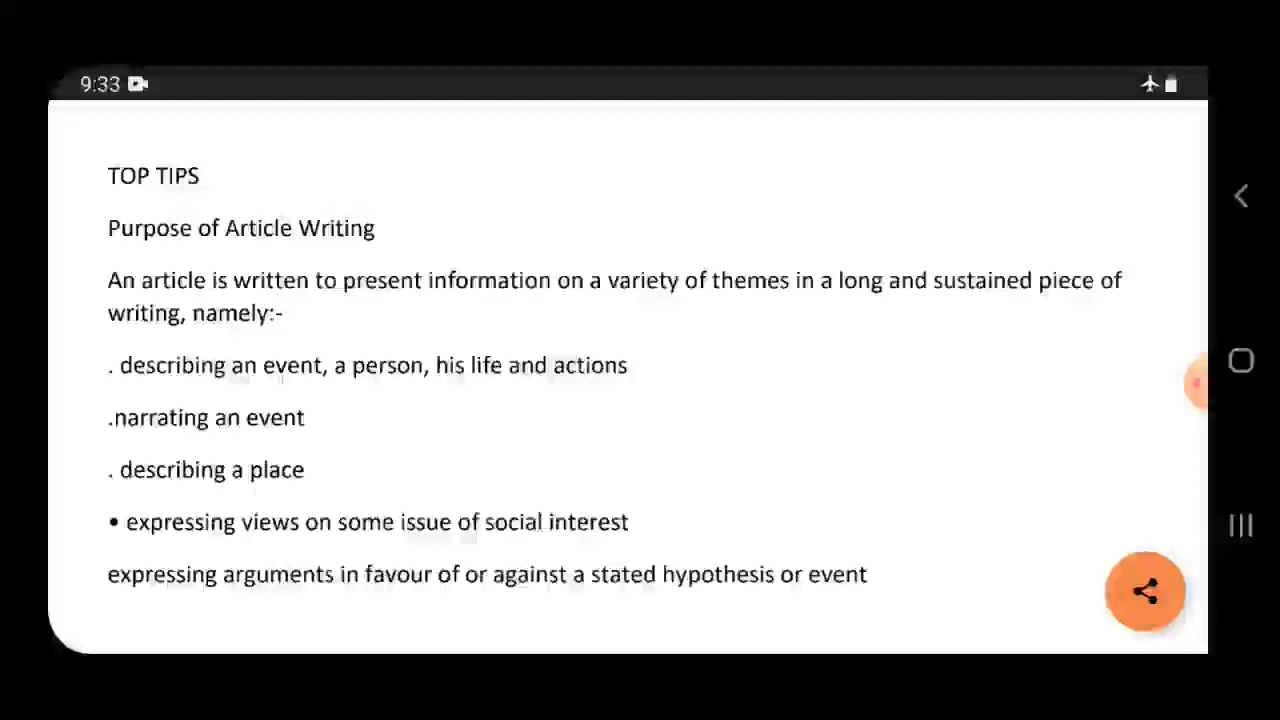 9:33
TOP TIPS
Purpose of Article Writing
An article is written to present information on a variety of themes in a long and sustained piece of
writing, namely:-
. describing an event, a person, his life and actions
.narrating an event
. describing a place
• expressing views on some issue of social interest
expressing arguments in favour of or against a stated hypothesis or event